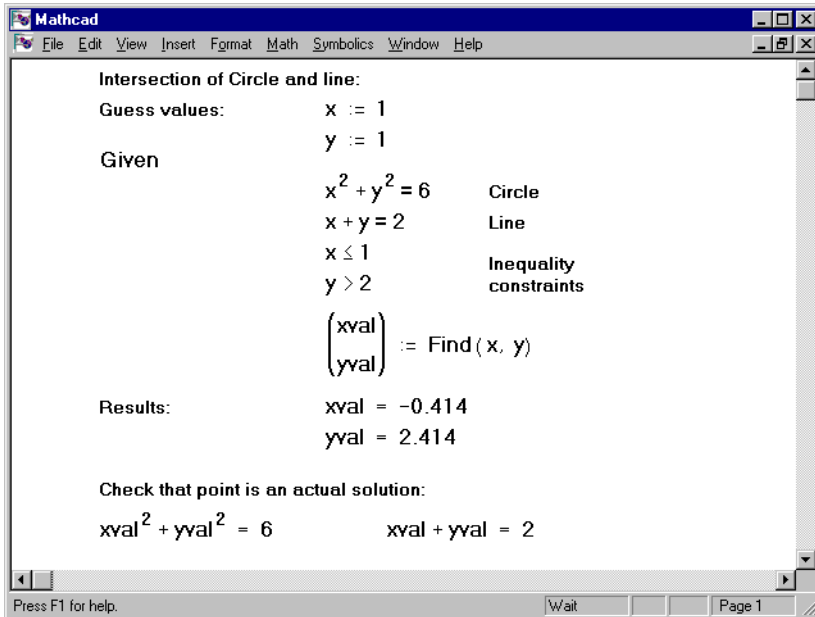 Mathcad
File Edit View Insert Format Math Symbolics Window Help
Intersection of Circle and line:
Guess values: x := 1
y := 1
Given
x² + y² = 6 Circle
x + y = 2 Line
x ≤ 1
y > 2
Inequality
constraints
(xval
yval) := Find(x, y)
Results: xval = −0.414
yval = 2.414
Check that point is an actual solution:
xval² + yval² = 6 xval + yval = 2
Press F1 for help. Wait Page 1